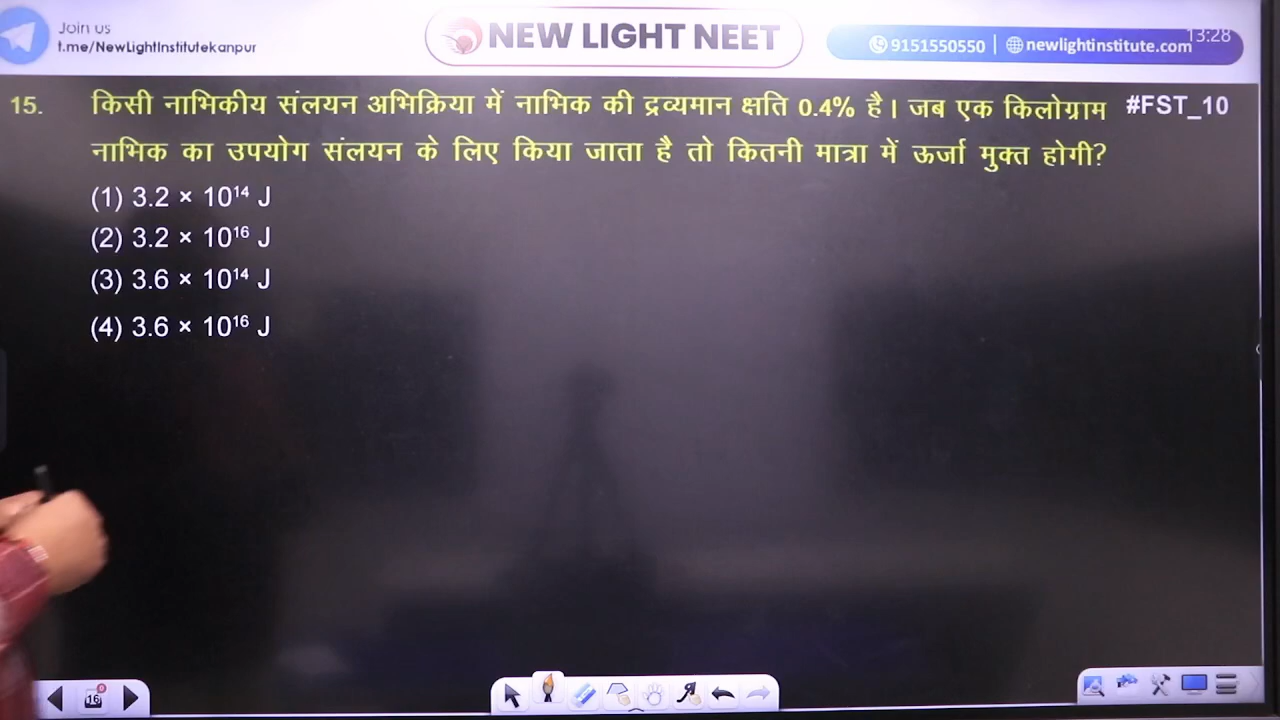 Join us
t.me/NewLightInstitutekanpur
NEW LIGHT NEET
9151550550 | newlightinstitute.com
13:28
15. किसी नाभिकीय संलयन अभिक्रिया में नाभिक की द्रव्यमान क्षति 0.4% है। जब एक किलोग्राम #FST_10
नाभिक का उपयोग संलयन के लिए किया जाता है तो कितनी मात्रा में ऊर्जा मुक्त होगी?
(1) 3.2 × 10¹⁴ J
(2) 3.2 × 10¹⁶ J
(3) 3.6 × 10¹⁴ J
(4) 3.6 × 10¹⁶ J
16